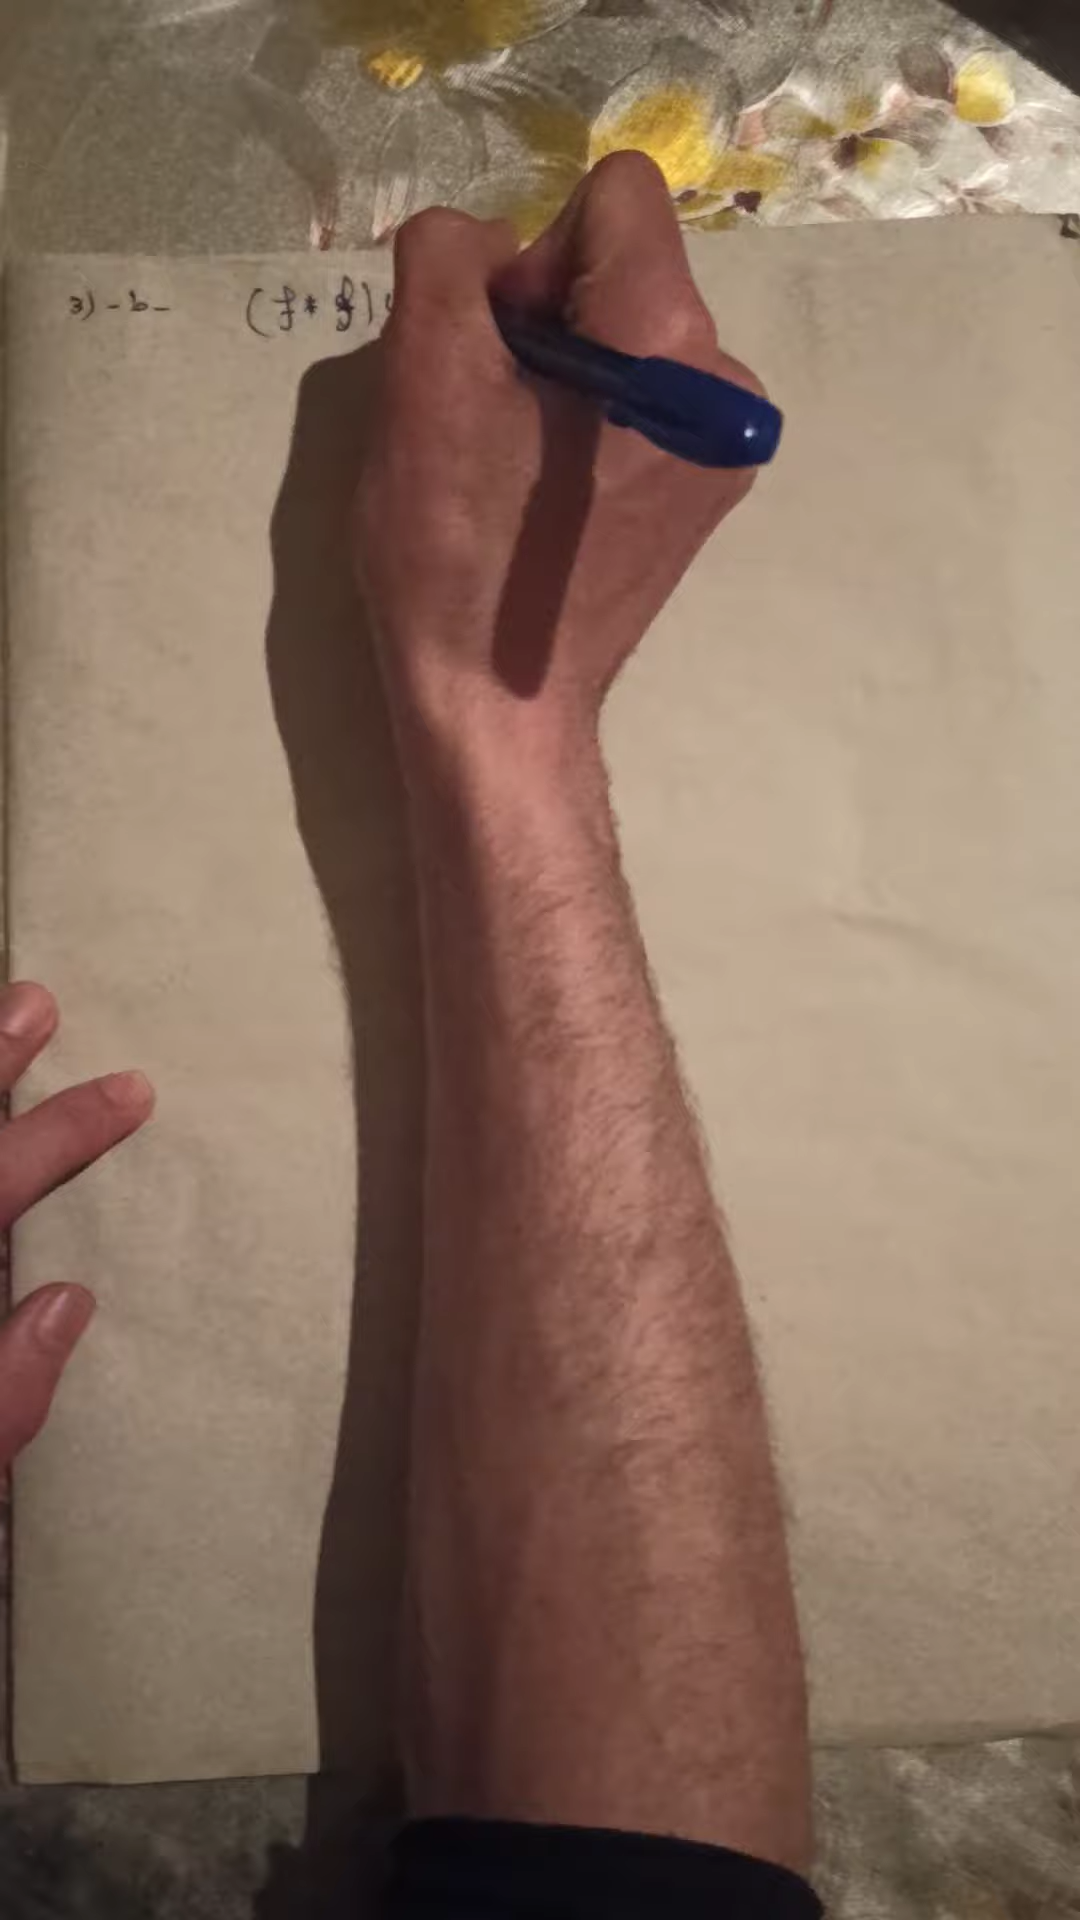 3) - b - (f * g)